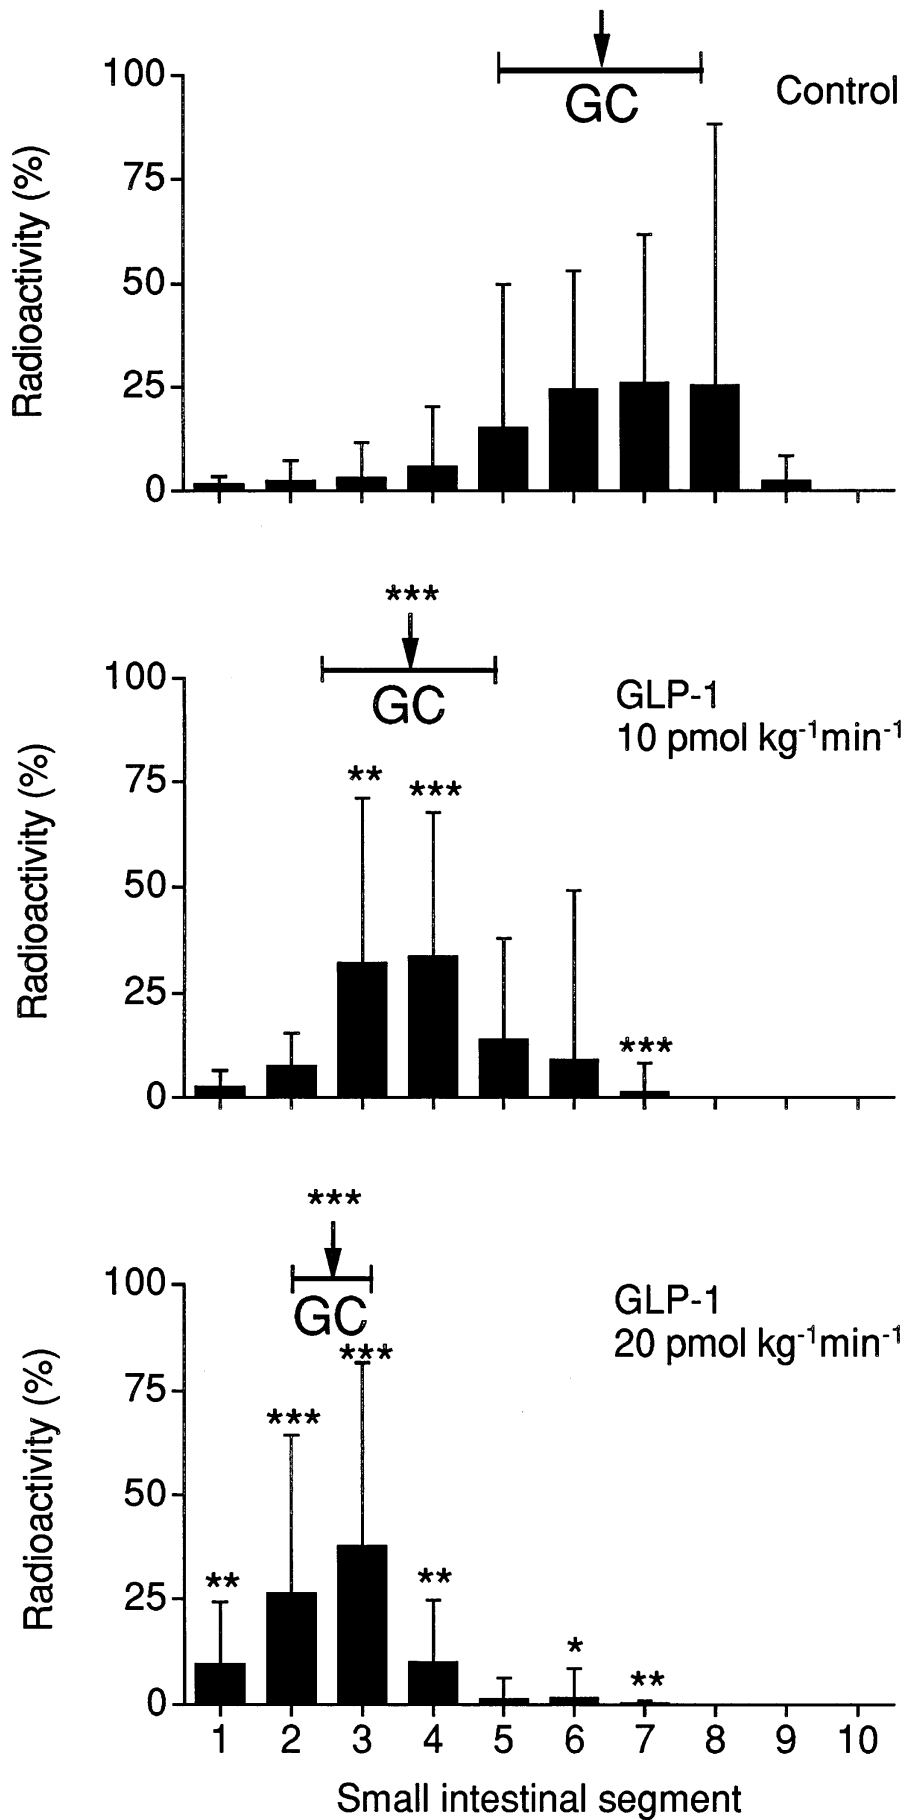 Control
GC
Radioactivity (%)
100
75
50
25
0
***
GC
GLP-1
10 pmol kg⁻¹min⁻¹
Radioactivity (%)
100
75
50
25
0
** ***
***
***
GC
GLP-1
20 pmol kg⁻¹min⁻¹
Radioactivity (%)
100
75
50
25
0
***
***
** **
*
**
1 2 3 4 5 6 7 8 9 10
Small intestinal segment